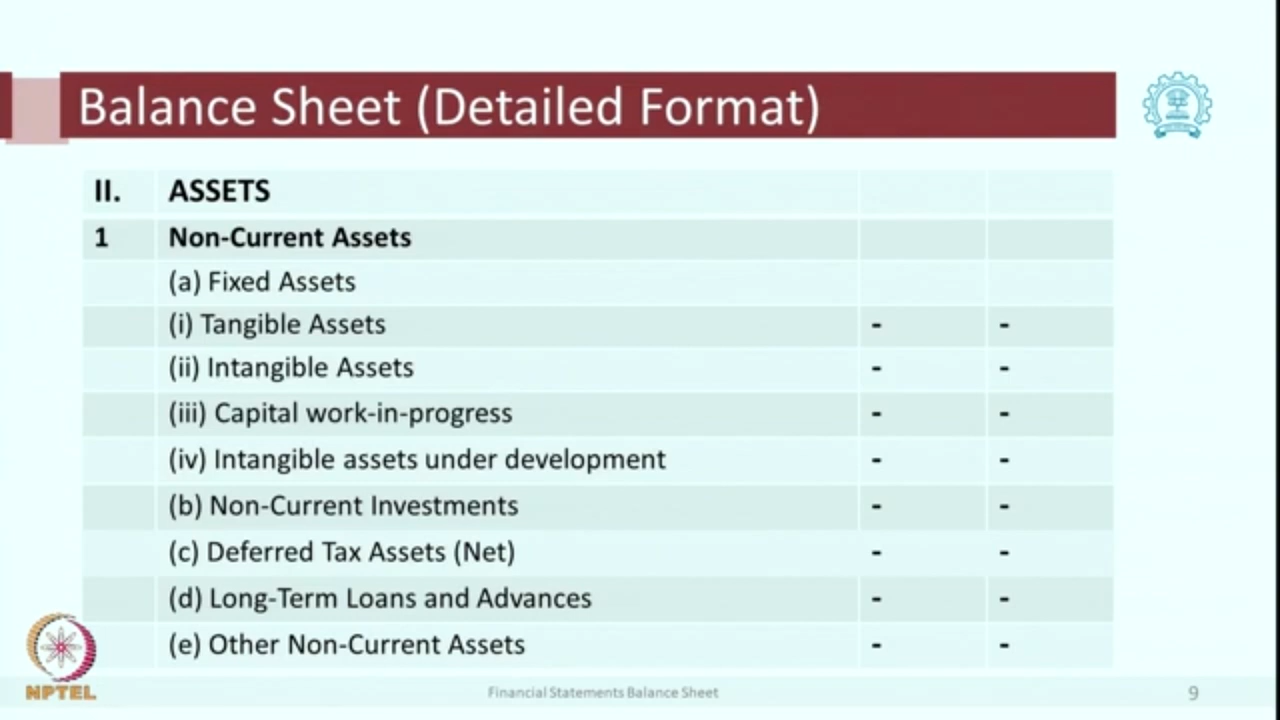 Balance Sheet (Detailed Format)
II. ASSETS
1 Non-Current Assets
(a) Fixed Assets
(i) Tangible Assets - -
(ii) Intangible Assets - -
(iii) Capital work-in-progress - -
(iv) Intangible assets under development - -
(b) Non-Current Investments - -
(c) Deferred Tax Assets (Net) - -
(d) Long-Term Loans and Advances - -
(e) Other Non-Current Assets - -
NPTEL
Financial Statements Balance Sheet
9